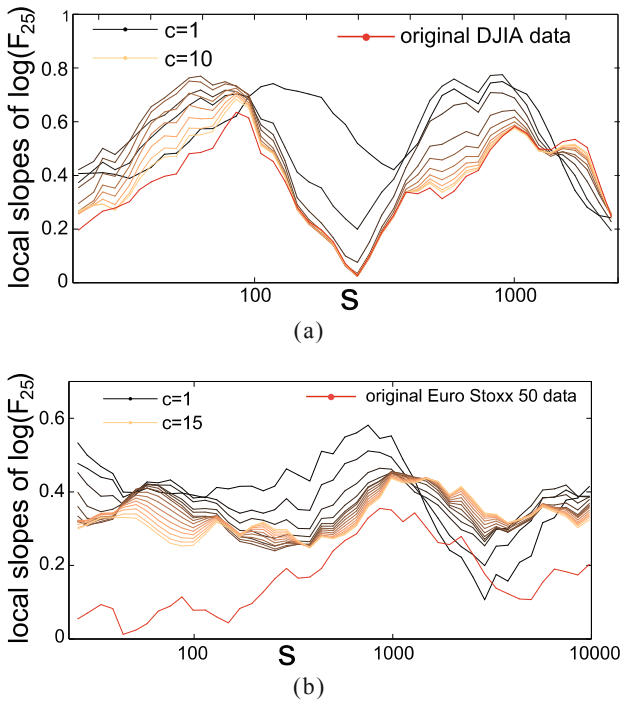 1
0.8
0.6
0.4
0.2
0
local slopes of log(F25)
c=1
c=10
original DJIA data
100
s
1000
(a)
0.6
0.4
0.2
0
local slopes of log(F25)
c=1
c=15
original Euro Stoxx 50 data
100
s
1000
10000
(b)